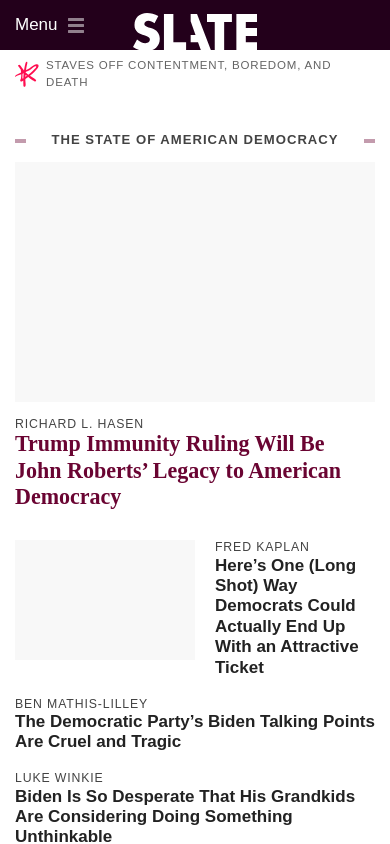 Menu
SLATE
STAVES OFF CONTENTMENT, BOREDOM, AND
DEATH
THE STATE OF AMERICAN DEMOCRACY
RICHARD L. HASEN
Trump Immunity Ruling Will Be
John Roberts’ Legacy to American
Democracy
FRED KAPLAN
Here’s One (Long
Shot) Way
Democrats Could
Actually End Up
With an Attractive
Ticket
BEN MATHIS-LILLEY
The Democratic Party’s Biden Talking Points
Are Cruel and Tragic
LUKE WINKIE
Biden Is So Desperate That His Grandkids
Are Considering Doing Something
Unthinkable